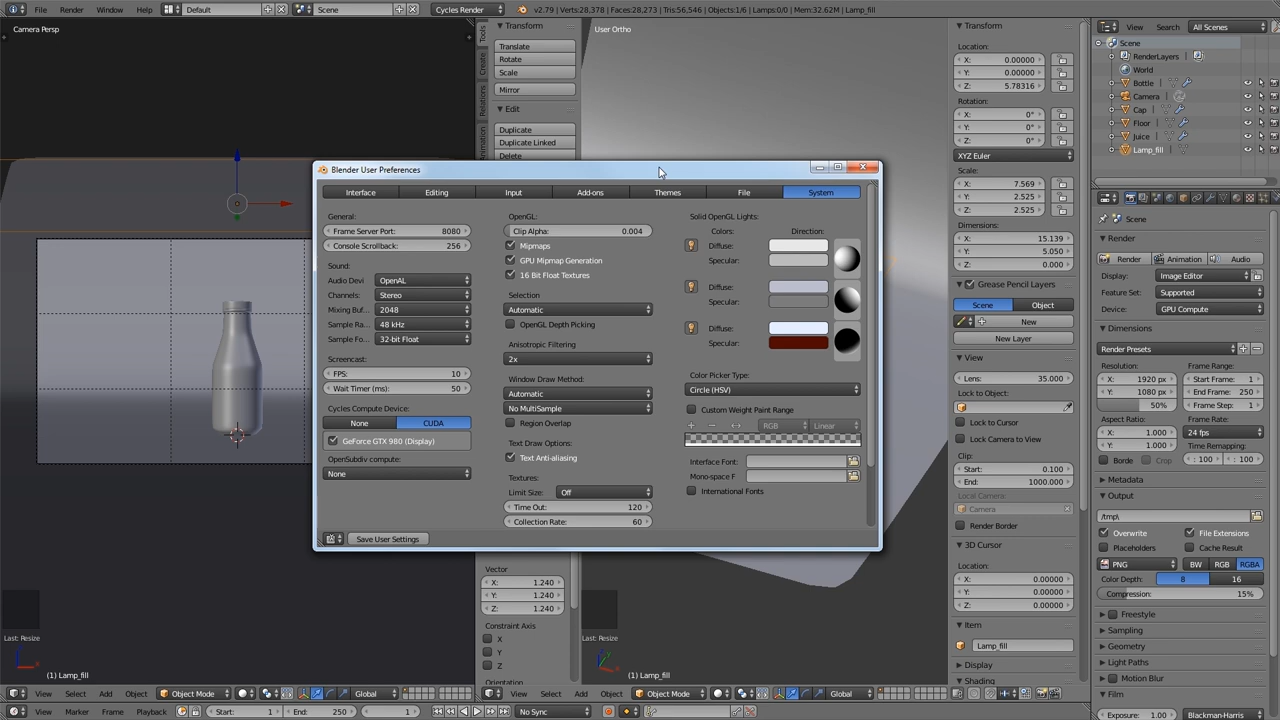 File Render Window Help Default Scene Cycles Render v2.79 | Verts:28,378 | Faces:28,273 | Tris:56,546 | Objects:1/6 | Lamps:0/0 | Mem:32.62M | Lamp_fill
Camera Persp
User Ortho
Tools
Create
Relations
Animation
Transform
Translate
Rotate
Scale
Mirror
Edit
Duplicate
Duplicate Linked
Delete
Blender User Preferences
Interface Editing Input Add-ons Themes File System
General:
Frame Server Port: 8080
Console Scrollback: 256
Sound:
Audio Devi OpenAL
Channels: Stereo
Mixing Buf... 2048
Sample Ra... 48 kHz
Sample Fo... 32-bit Float
Screencast:
FPS: 10
Wait Timer (ms): 50
Cycles Compute Device:
None CUDA
GeForce GTX 980 (Display)
OpenSubdiv compute:
None
OpenGL:
Clip Alpha: 0.004
Mipmaps
GPU Mipmap Generation
16 Bit Float Textures
Selection
Automatic
OpenGL Depth Picking
Anisotropic Filtering
2x
Window Draw Method:
Automatic
No MultiSample
Region Overlap
Text Draw Options:
Text Anti-aliasing
Textures:
Limit Size: Off
Time Out: 120
Collection Rate: 60
Solid OpenGL Lights:
Colors: Direction:
Diffuse:
Specular:
Diffuse:
Specular:
Diffuse:
Specular:
Color Picker Type:
Circle (HSV)
Custom Weight Paint Range
RGB Linear
Interface Font:
Mono-space F
International Fonts
Save User Settings
Vector
X: 1.240
Y: 1.240
Z: 1.240
Constraint Axis
X
Y
Z
Orientation
Last: Resize
Last: Resize
(1) Lamp_fill
(1) Lamp_fill
Transform
Location:
X: 0.00000
Y: 0.00000
Z: 5.78316
Rotation:
X: 0°
Y: 0°
Z: 0°
XYZ Euler
Scale:
X: 7.569
Y: 2.525
Z: 2.525
Dimensions:
X: 15.139
Y: 5.050
Z: 0.000
Grease Pencil Layers
Scene Object
New
New Layer
View
Lens: 35.000
Lock to Object:
Lock to Cursor
Lock Camera to View
Clip:
Start: 0.100
End: 1000.000
Local Camera:
Camera
Render Border
3D Cursor
Location:
X: 0.00000
Y: 0.00000
Z: 0.00000
Item
Lamp_fill
Display
Shading
View Search All Scenes
Scene
RenderLayers
World
Bottle
Camera
Cap
Floor
Juice
Lamp_fill
Scene
Render
Render Animation Audio
Display: Image Editor
Feature Set: Supported
Device: GPU Compute
Dimensions
Render Presets
Resolution: Frame Range:
X: 1920 px Start Frame: 1
Y: 1080 px End Frame: 250
50% Frame Step: 1
Aspect Ratio: Frame Rate:
X: 1.000 24 fps
Y: 1.000 Time Remapping:
Borde Crop : 100 : 100
Metadata
Output
/tmp\
Overwrite File Extensions
Placeholders Cache Result
PNG BW RGB RGBA
Color Depth: 8 16
Compression: 15%
Freestyle
Sampling
Geometry
Light Paths
Motion Blur
Film
Exposure: 1.00 Blackman-Harris
View Select Add Object Object Mode Global
View Select Add Object Object Mode Global
View Marker Frame Playback Start: 1 End: 250 1 No Sync